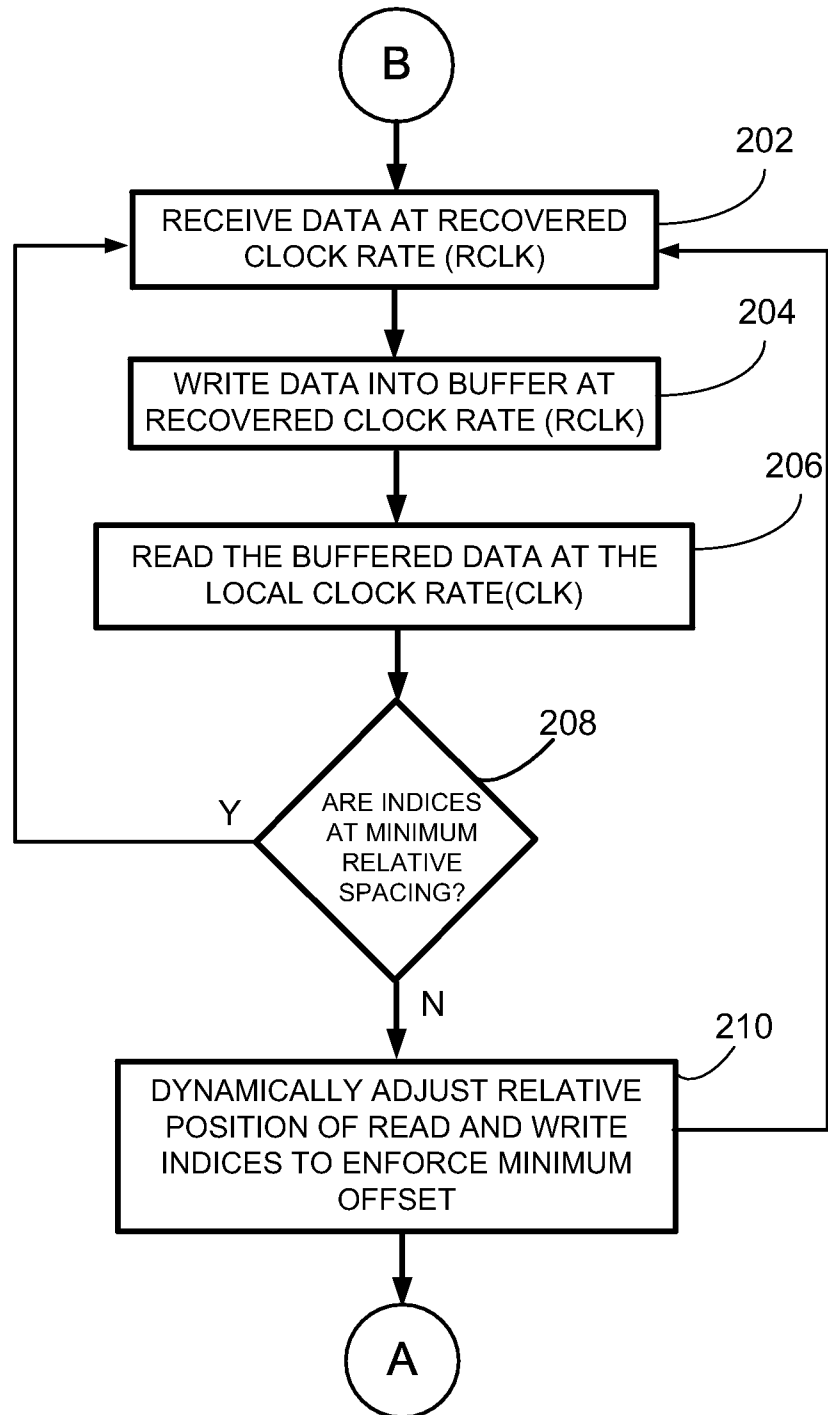 B
202
RECEIVE DATA AT RECOVERED
CLOCK RATE (RCLK)
204
WRITE DATA INTO BUFFER AT
RECOVERED CLOCK RATE (RCLK)
206
READ THE BUFFERED DATA AT THE
LOCAL CLOCK RATE(CLK)
208
ARE INDICES
AT MINIMUM
RELATIVE
SPACING?
Y
N
210
DYNAMICALLY ADJUST RELATIVE
POSITION OF READ AND WRITE
INDICES TO ENFORCE MINIMUM
OFFSET
A